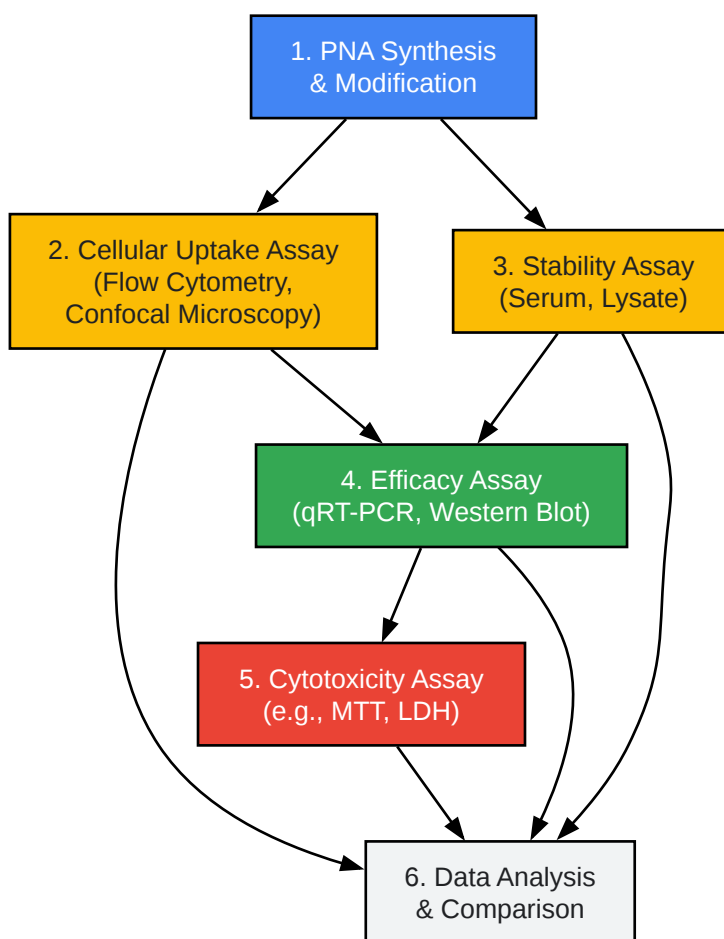 1. PNA Synthesis
& Modification
2. Cellular Uptake Assay
(Flow Cytometry,
Confocal Microscopy)
3. Stability Assay
(Serum, Lysate)
4. Efficacy Assay
(qRT-PCR, Western Blot)
5. Cytotoxicity Assay
(e.g., MTT, LDH)
6. Data Analysis
& Comparison